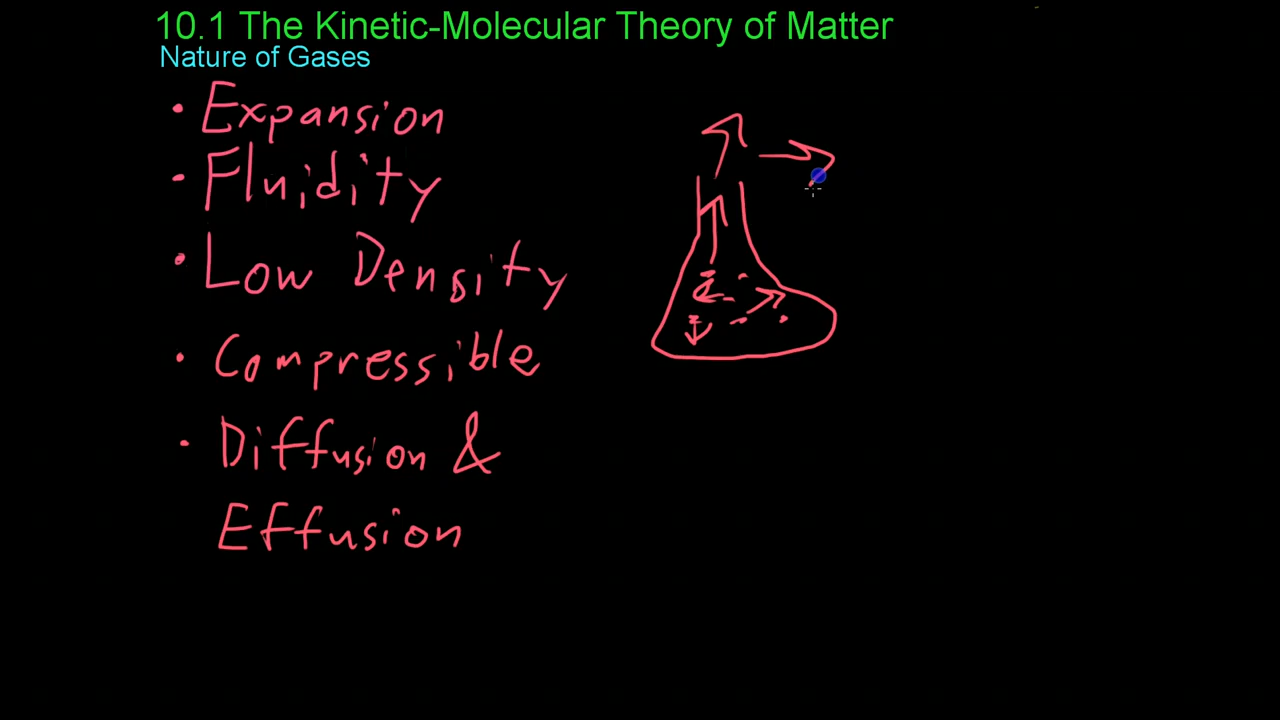 10.1 The Kinetic-Molecular Theory of Matter
Nature of Gases
• Expansion
• Fluidity
• Low Density
• Compressible
• Diffusion &
Effusion